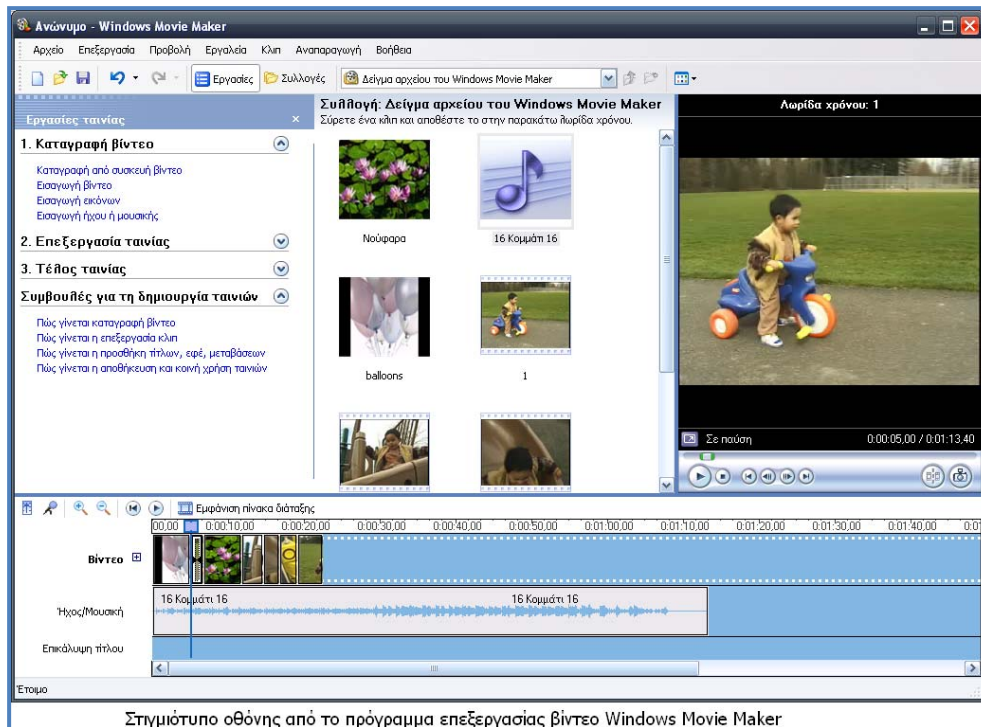 Ανώνυμο - Windows Movie Maker
Αρχείο Επεξεργασία Προβολή Εργαλεία Κλιπ Αναπαραγωγή Βοήθεια
Εργασίες Συλλογές Δείγμα αρχείου του Windows Movie Maker
Εργασίες ταινίας
1. Καταγραφή βίντεο
Καταγραφή από συσκευή βίντεο
Εισαγωγή βίντεο
Εισαγωγή εικόνων
Εισαγωγή ήχου ή μουσικής
2. Επεξεργασία ταινίας
3. Τέλος ταινίας
Συμβουλές για τη δημιουργία ταινιών
Πώς γίνεται καταγραφή βίντεο
Πώς γίνεται η επεξεργασία κλιπ
Πώς γίνεται η προσθήκη τίτλων, εφέ, μεταβάσεων
Πώς γίνεται η αποθήκευση και κοινή χρήση ταινιών
Συλλογή: Δείγμα αρχείου του Windows Movie Maker
Σύρετε ένα κλιπ και αποθέστε το στην παρακάτω λωρίδα χρόνου.
Νούφαρα
16 Κομμάτι 16
balloons
1
Λωρίδα χρόνου: 1
Σε παύση 0:00:05,00 / 0:01:13,40
Εμφάνιση πίνακα διάταξης
00,00 0:00:10,00 0:00:20,00 0:00:30,00 0:00:40,00 0:00:50,00 0:01:00,00 0:01:10,00 0:01:20,00 0:01:30,00 0:01:40,00
Βίντεο
Ήχος/Μουσική
16 Κομμάτι 16 16 Κομμάτι 16
Επικάλυψη τίτλου
Έτοιμο
Στιγμιότυπο οθόνης από το πρόγραμμα επεξεργασίας βίντεο Windows Movie Maker